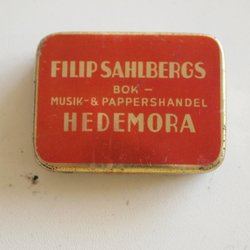 FILIP SAHLBERGS
BOK –
MUSIK- & PAPPERSHANDEL
HEDEMORA